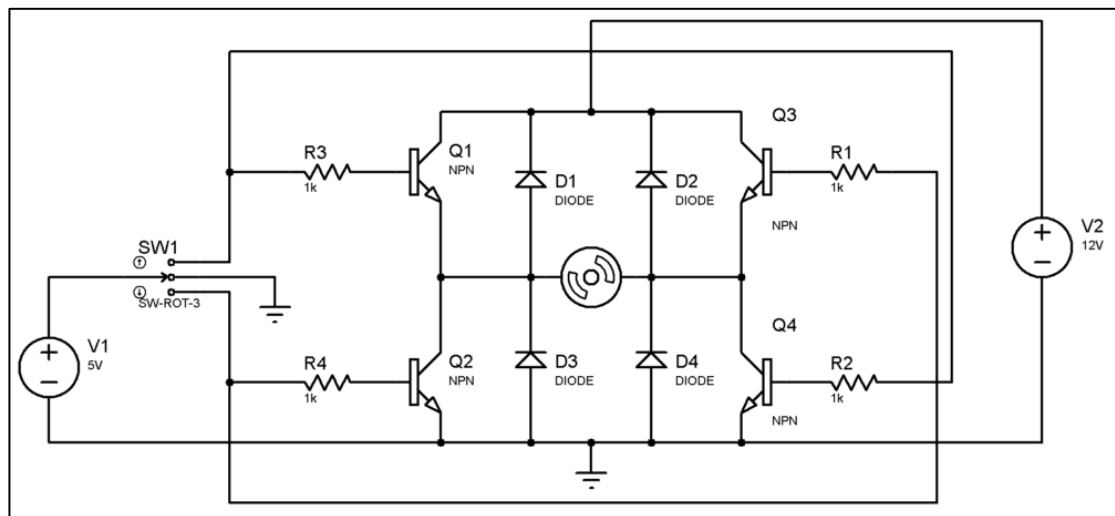 Q3
R3
1k
Q1
NPN
D1
DIODE
D2
DIODE
R1
1k
NPN
V2
12V
SW1
SW-ROT-3
V1
5V
+
−
+
−
R4
1k
Q2
NPN
D3
DIODE
D4
DIODE
Q4
R2
1k
NPN